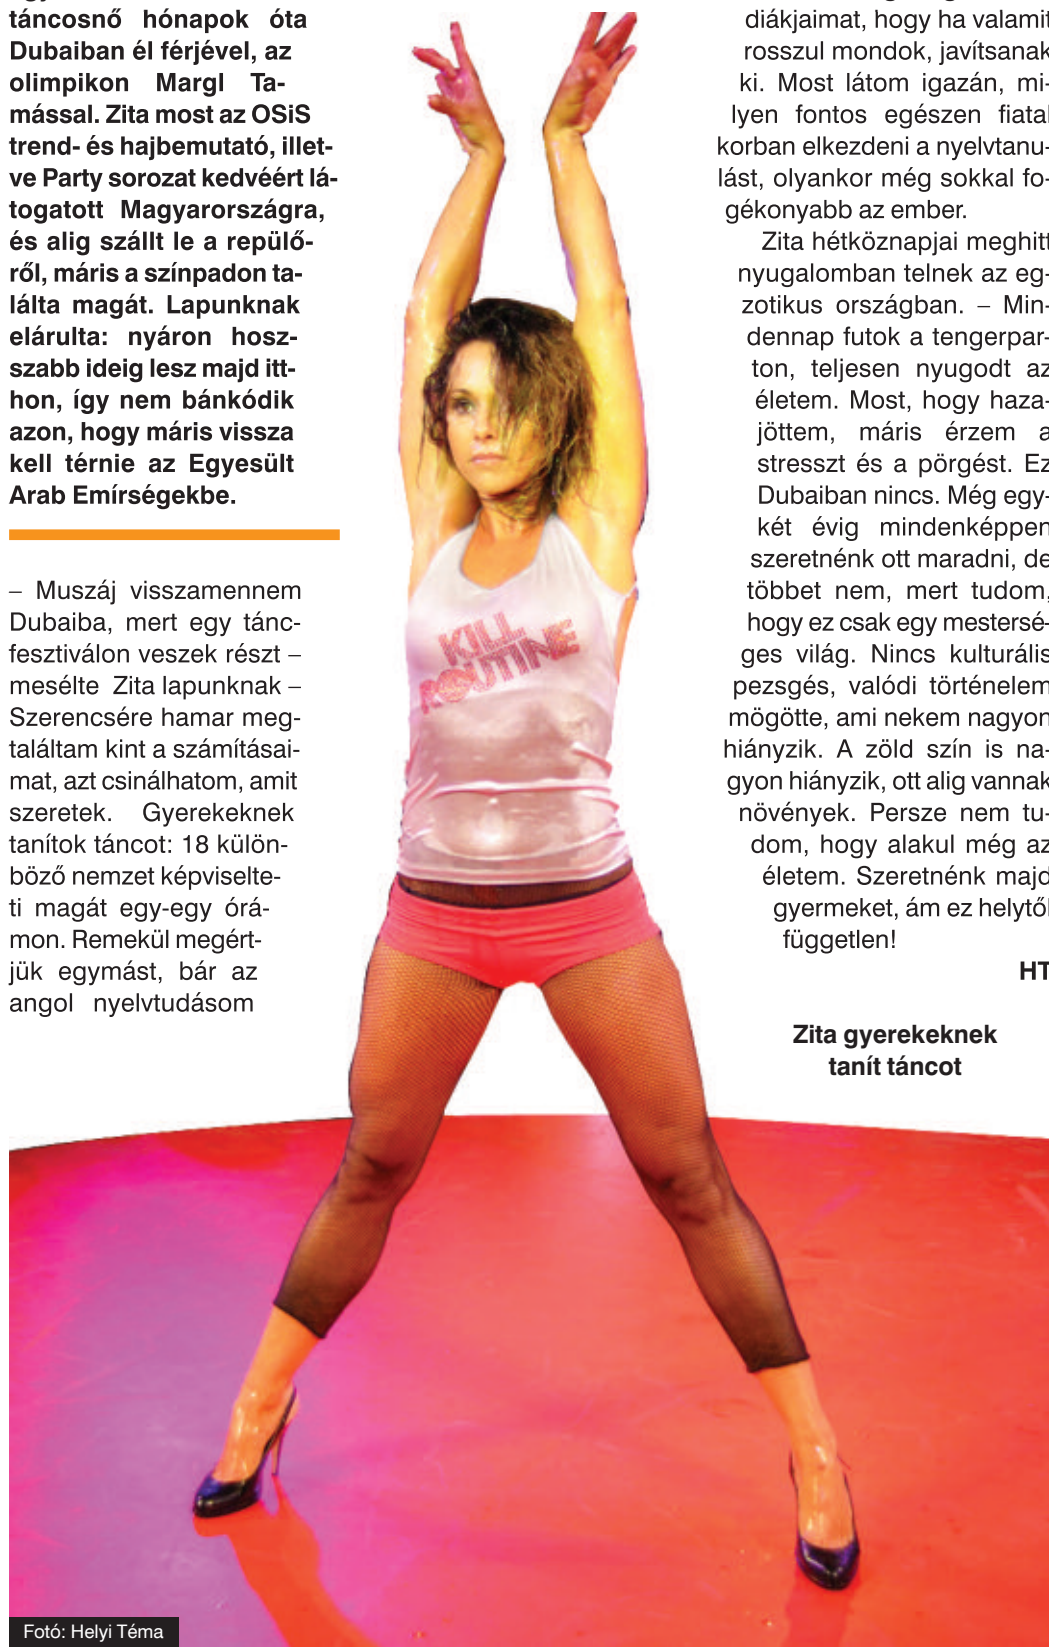 táncosnő hónapok óta
Dubaiban él férjével, az
olimpikon Margl Ta-
mással. Zita most az OSiS
trend- és hajbemutató, illet-
ve Party sorozat kedvéért lá-
togatott Magyarországra,
és alig szállt le a repülő-
ről, máris a színpadon ta-
lálta magát. Lapunknak
elárulta: nyáron hosz-
szabb ideig lesz majd itt-
hon, így nem bánkódik
azon, hogy máris vissza
kell térnie az Egyesült
Arab Emírségekbe.
– Muszáj visszamennem
Dubaiba, mert egy tánc-
fesztiválon veszek részt –
mesélte Zita lapunknak –
Szerencsére hamar meg-
találtam kint a számításai-
mat, azt csinálhatom, amit
szeretek. Gyerekeknek
tanítok táncot: 18 külön-
böző nemzet képviselte-
ti magát egy-egy órá-
mon. Remekül megért-
jük egymást, bár az
angol nyelvtudásom
diákjaimat, hogy ha valamit
rosszul mondok, javítsanak
ki. Most látom igazán, mi-
lyen fontos egészen fiatal
korban elkezdeni a nyelvtanu-
lást, olyankor még sokkal fo-
gékonyabb az ember.
Zita hétköznapjai meghitt
nyugalomban telnek az eg-
zotikus országban. – Min-
dennap futok a tengerpar-
ton, teljesen nyugodt az
életem. Most, hogy haza-
jöttem, máris érzem a
stresszt és a pörgést. Ez
Dubaiban nincs. Még egy-
két évig mindenképpen
szeretnénk ott maradni, de
többet nem, mert tudom,
hogy ez csak egy mestersé-
ges világ. Nincs kulturális
pezsgés, valódi történelem
mögötte, ami nekem nagyon
hiányzik. A zöld szín is na-
gyon hiányzik, ott alig vannak
növények. Persze nem tu-
dom, hogy alakul még az
életem. Szeretnénk majd
gyermeket, ám ez helytől
független!
HT
Zita gyerekeknek
tanít táncot
KILL
ROUTINE
Fotó: Helyi Téma